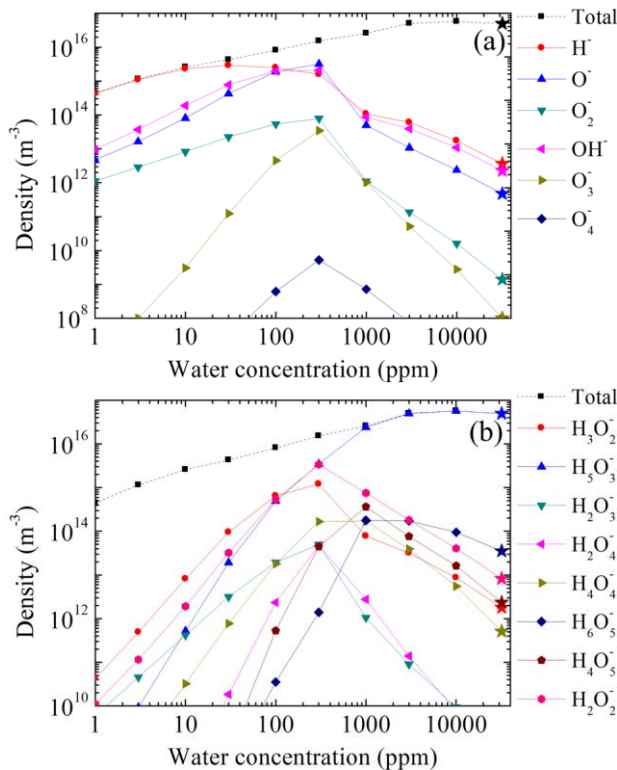 (a)
Density (m⁻³)
10¹⁶
10¹⁴
10¹²
10¹⁰
10⁸
1 10 100 1000 10000
Water concentration (ppm)
Total
H⁻
O⁻
O₂⁻
OH⁻
O₃⁻
O₄⁻
(b)
Density (m⁻³)
10¹⁶
10¹⁴
10¹²
10¹⁰
1 10 100 1000 10000
Water concentration (ppm)
Total
H₃O₂⁻
H₅O₃⁻
H₂O₃⁻
H₂O₄⁻
H₄O₄⁻
H₆O₅⁻
H₄O₅⁻
H₂O₂⁻